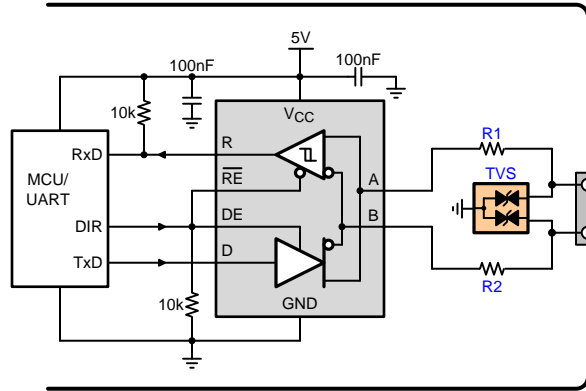 5V
100nF
100nF
10k
VCC
R1
RxD
R
TVS
MCU/
UART
RE
A
DIR
DE
B
TxD
D
10k
GND
R2